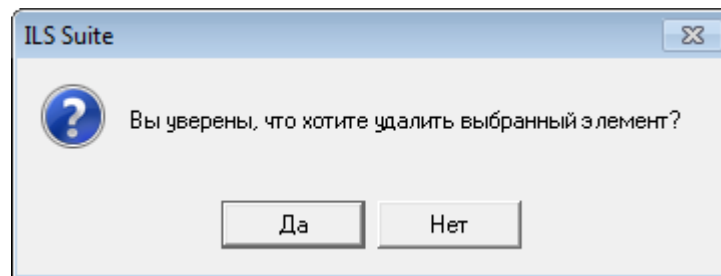 ILS Suite
Вы уверены, что хотите удалить выбранный элемент?
Да
Нет